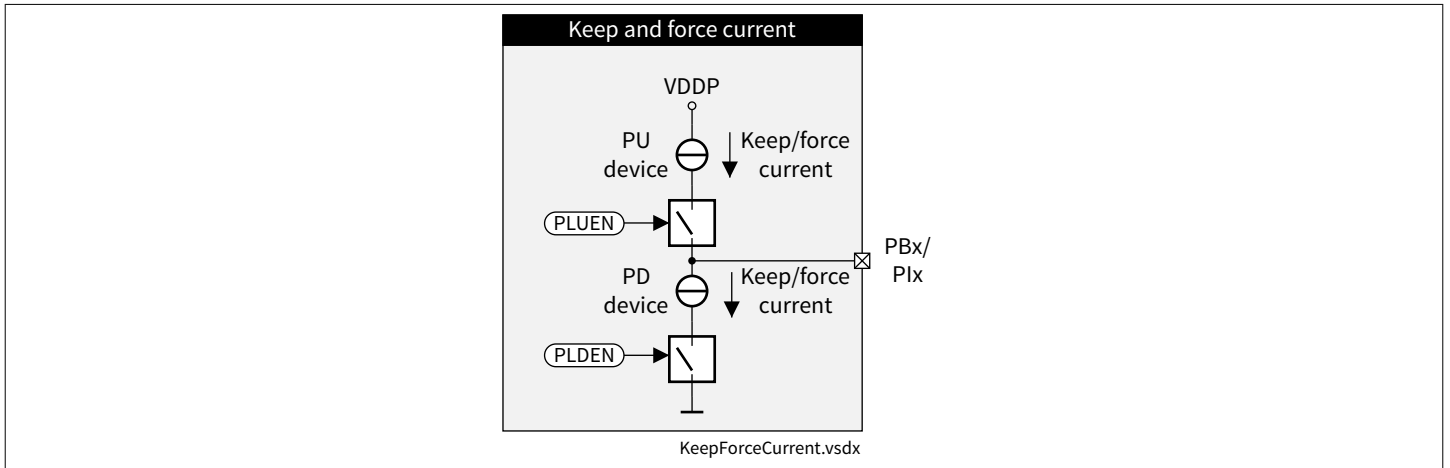 Keep and force current
VDDP
PU
device
Keep/force
current
PLUEN
PBx/
PIx
PD
device
Keep/force
current
PLDEN
KeepForceCurrent.vsdx